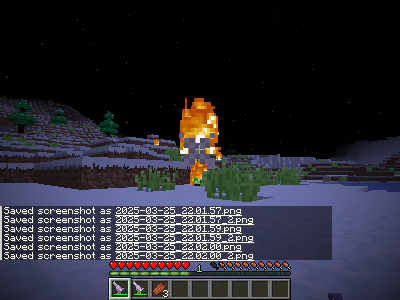 Saved screenshot as 2025-03-25_22.01.57.png
Saved screenshot as 2025-03-25_22.01.57_2.png
Saved screenshot as 2025-03-25_22.01.59.png
Saved screenshot as 2025-03-25_22.01.59_2.png
Saved screenshot as 2025-03-25_22.02.00.png
Saved screenshot as 2025-03-25_22.02.00_2.png
1
3